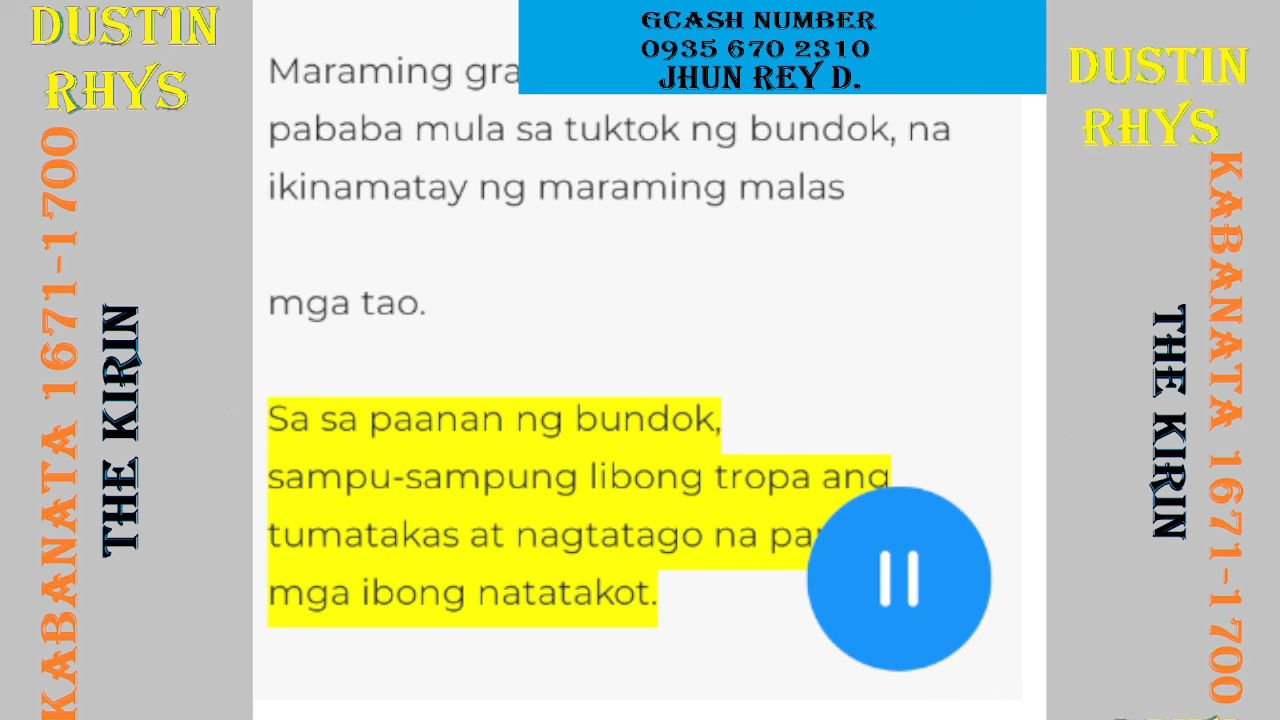 DUSTIN
RHYS
KABANATA 1671-1700
THE KIRIN
GCASH NUMBER
0935 670 2310
JHUN REY D.
Maraming
pababa mula sa tuktok ng bundok, na
ikinamatay ng maraming malas
mga tao.
Sa sa paanan ng bundok,
sampu-sampung libong tropa ang
tumatakas at nagtatago na
mga ibong natatakot.
DUSTIN
RHYS
KABANATA 1671-1700
THE KIRIN